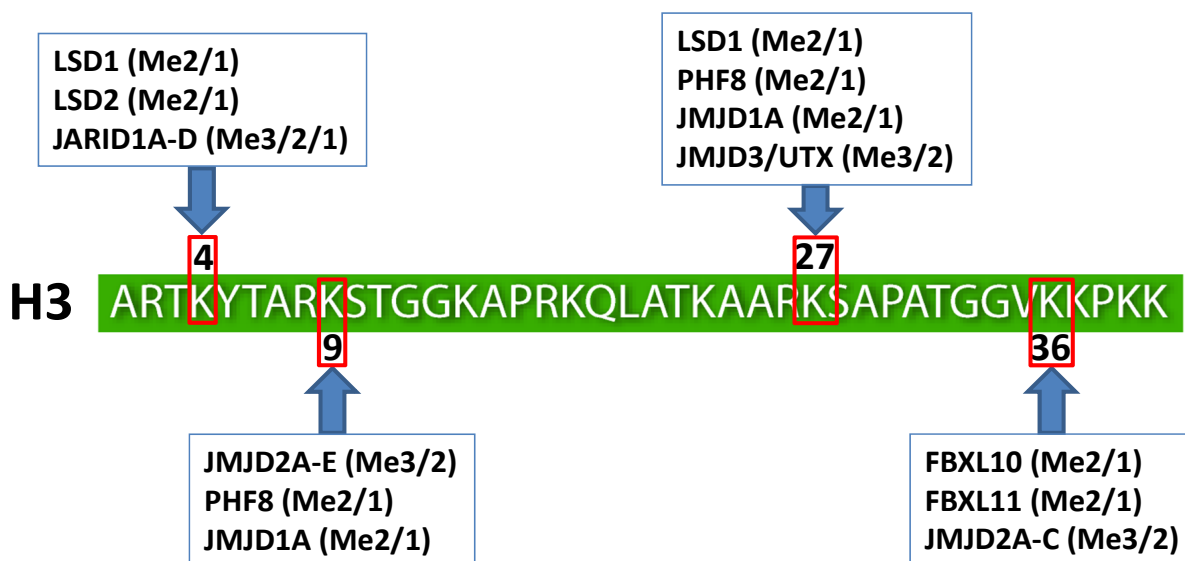 LSD1 (Me2/1)
LSD2 (Me2/1)
JARID1A-D (Me3/2/1)
LSD1 (Me2/1)
PHF8 (Me2/1)
JMJD1A (Me2/1)
JMJD3/UTX (Me3/2)
4
27
H3 ARTKYTARKSTGGKAPRKQLATKAARKSAPATGGVKKPKK
9
36
JMJD2A-E (Me3/2)
PHF8 (Me2/1)
JMJD1A (Me2/1)
FBXL10 (Me2/1)
FBXL11 (Me2/1)
JMJD2A-C (Me3/2)